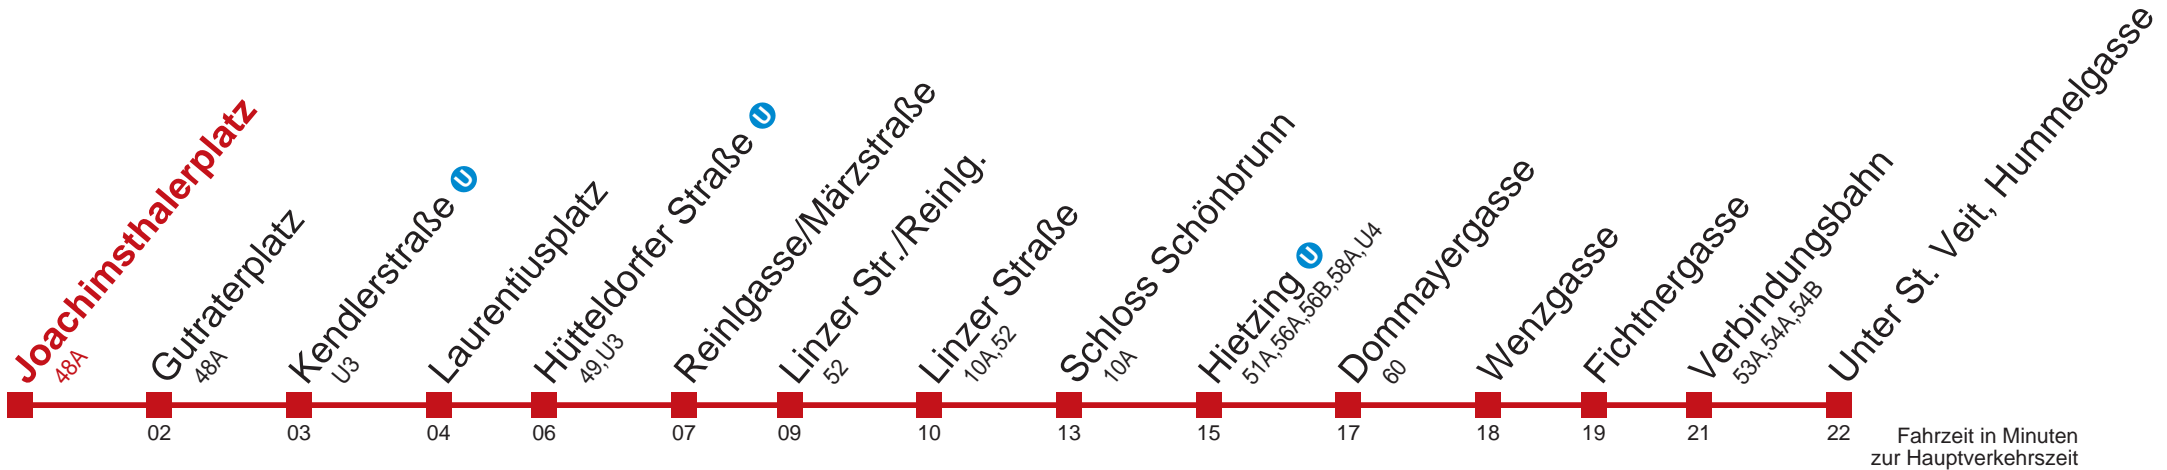 Joachimsthalerplatz
48A
Gutraterplatz
48A
Kendlerstraße U
U3
Laurentiusplatz
Hütteldorfer Straße U
49,U3
Reinlgasse/Märzstraße
Linzer Str./Reinlg.
52
Linzer Straße
10A,52
Schloss Schönbrunn
10A
Hietzing U
51A,56A,56B,58A,U4
Dommayergasse
60
Wenzgasse
Fichtnergasse
Verbindungsbahn
53A,54A,54B
Unter St. Veit, Hummelgasse
02 03 04 06 07 09 10 13 15 17 18 19 21 22
Fahrzeit in Minuten
zur Hauptverkehrszeit